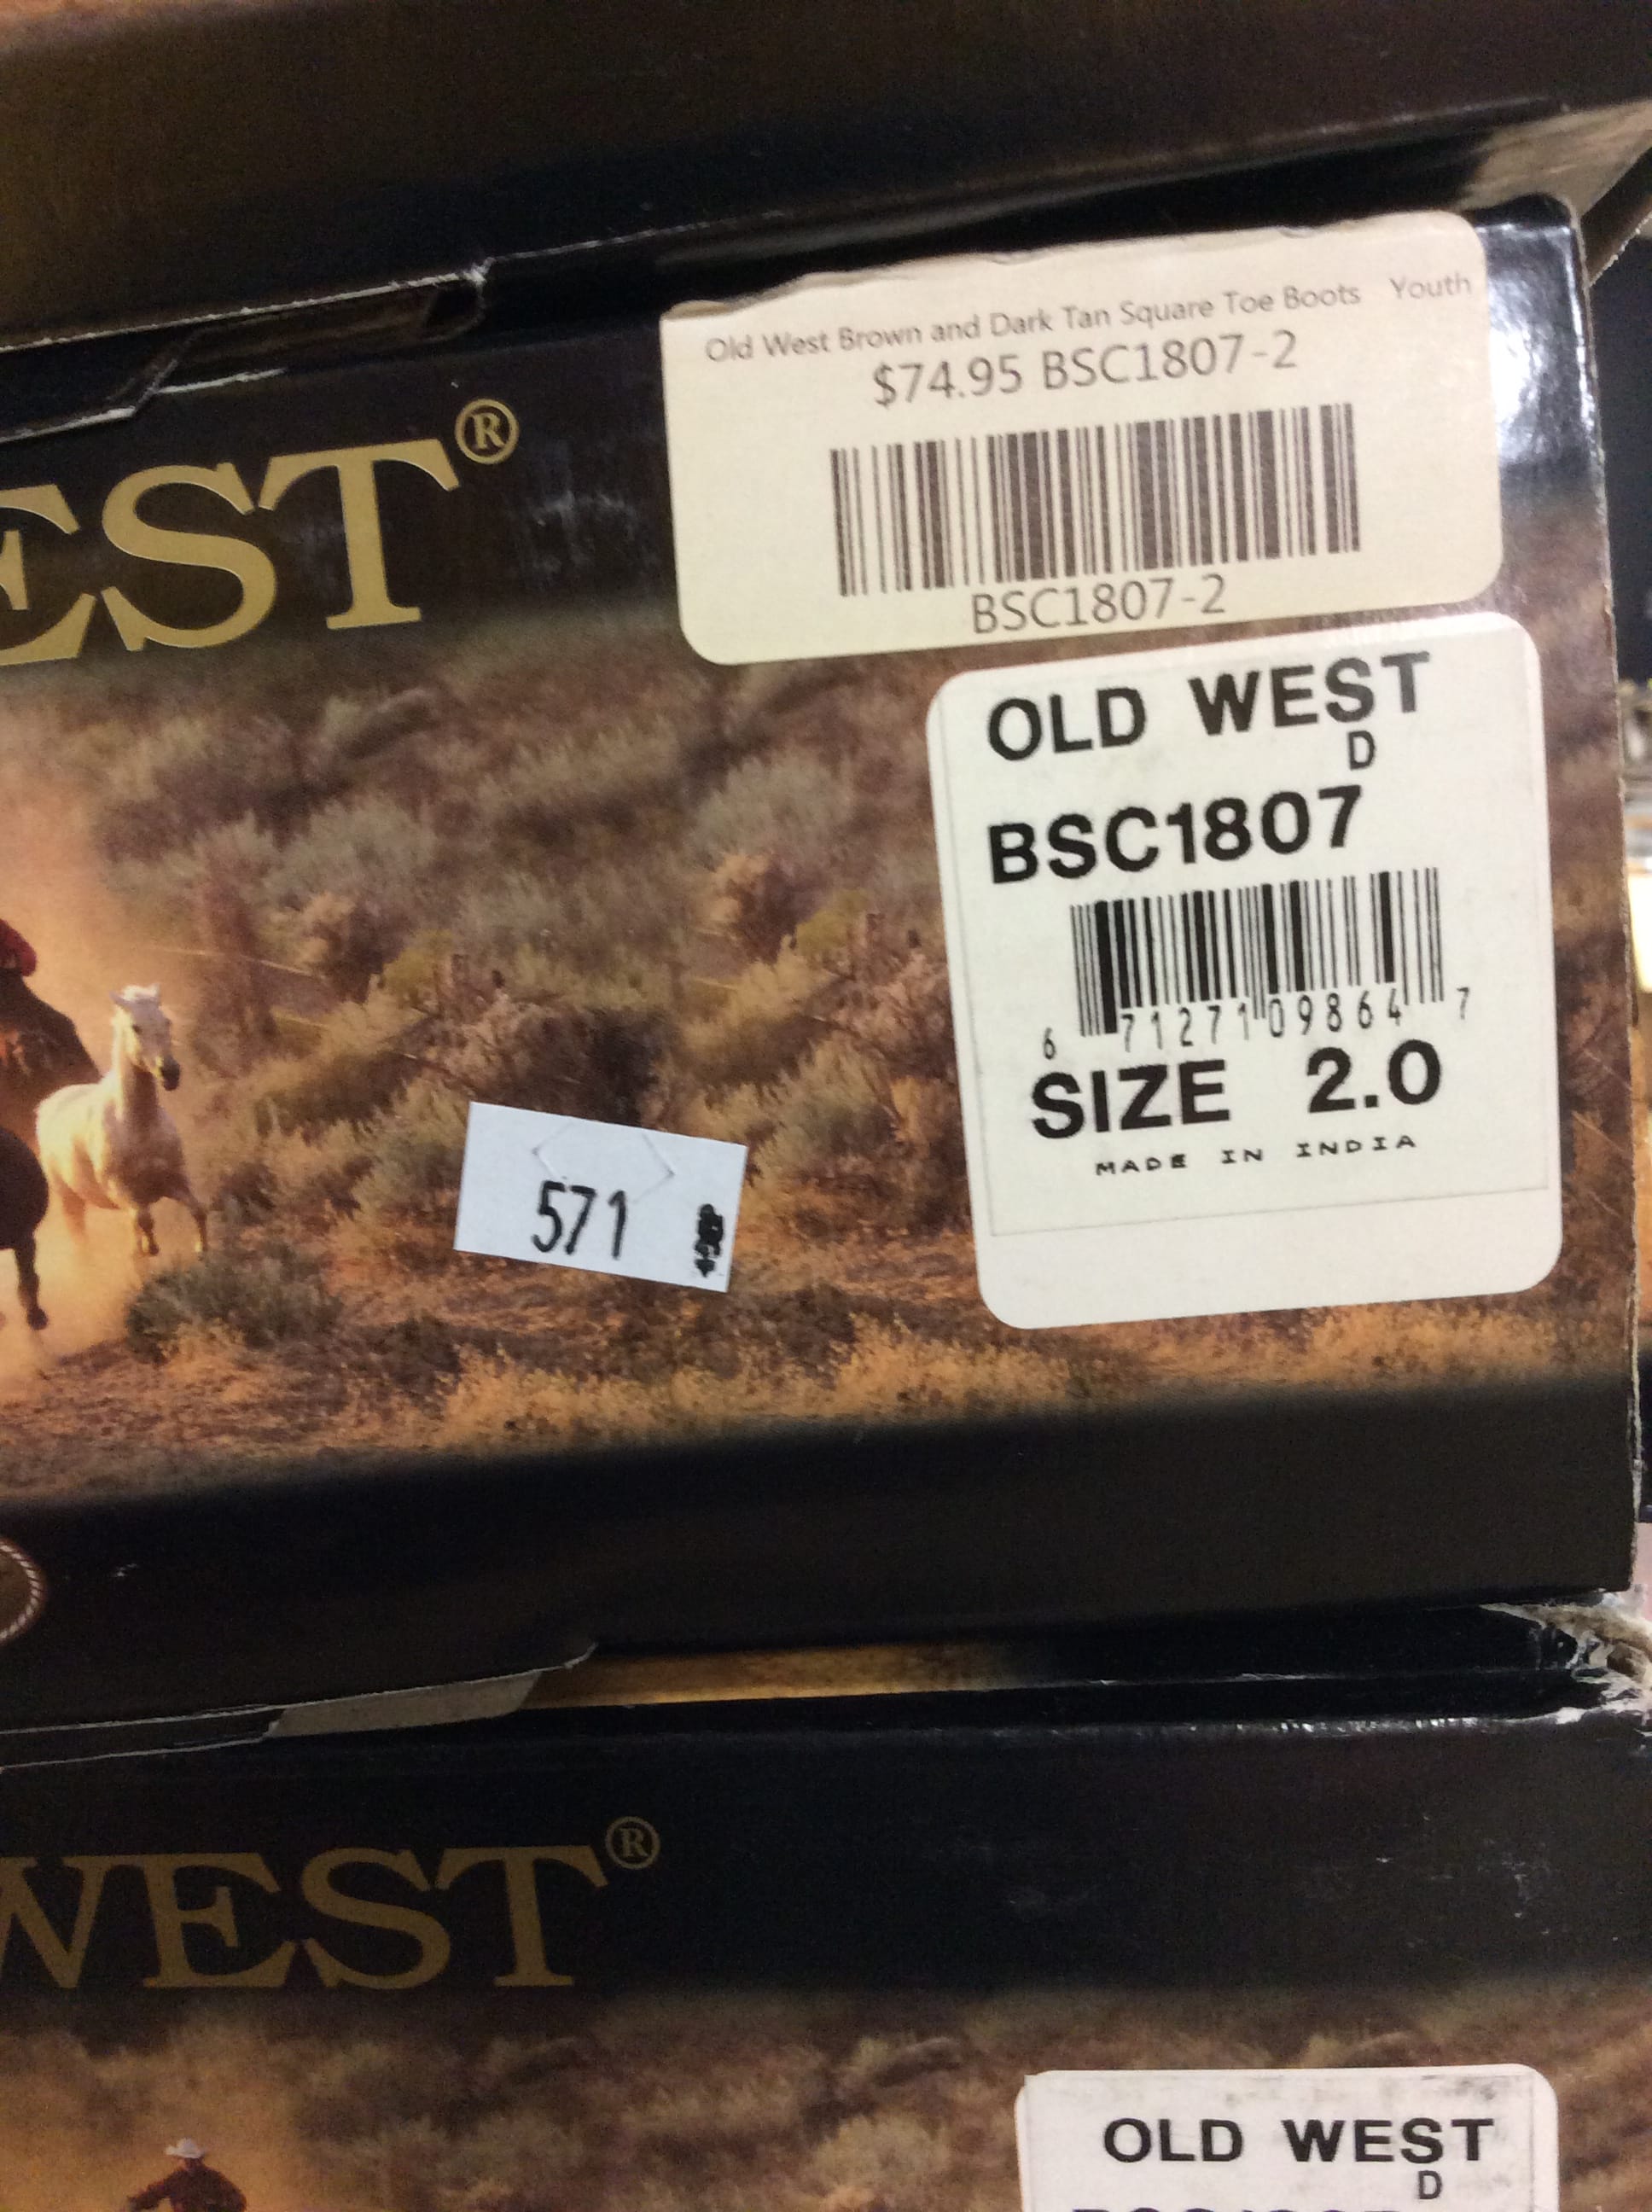 Old West Brown and Dark Tan Square Toe Boots Youth
$74.95 BSC1807-2
BSC1807-2
EST®
OLD WEST
D
BSC1807
6 71271 09864 7
SIZE 2.0
MADE IN INDIA
571
WEST®
OLD WEST
D